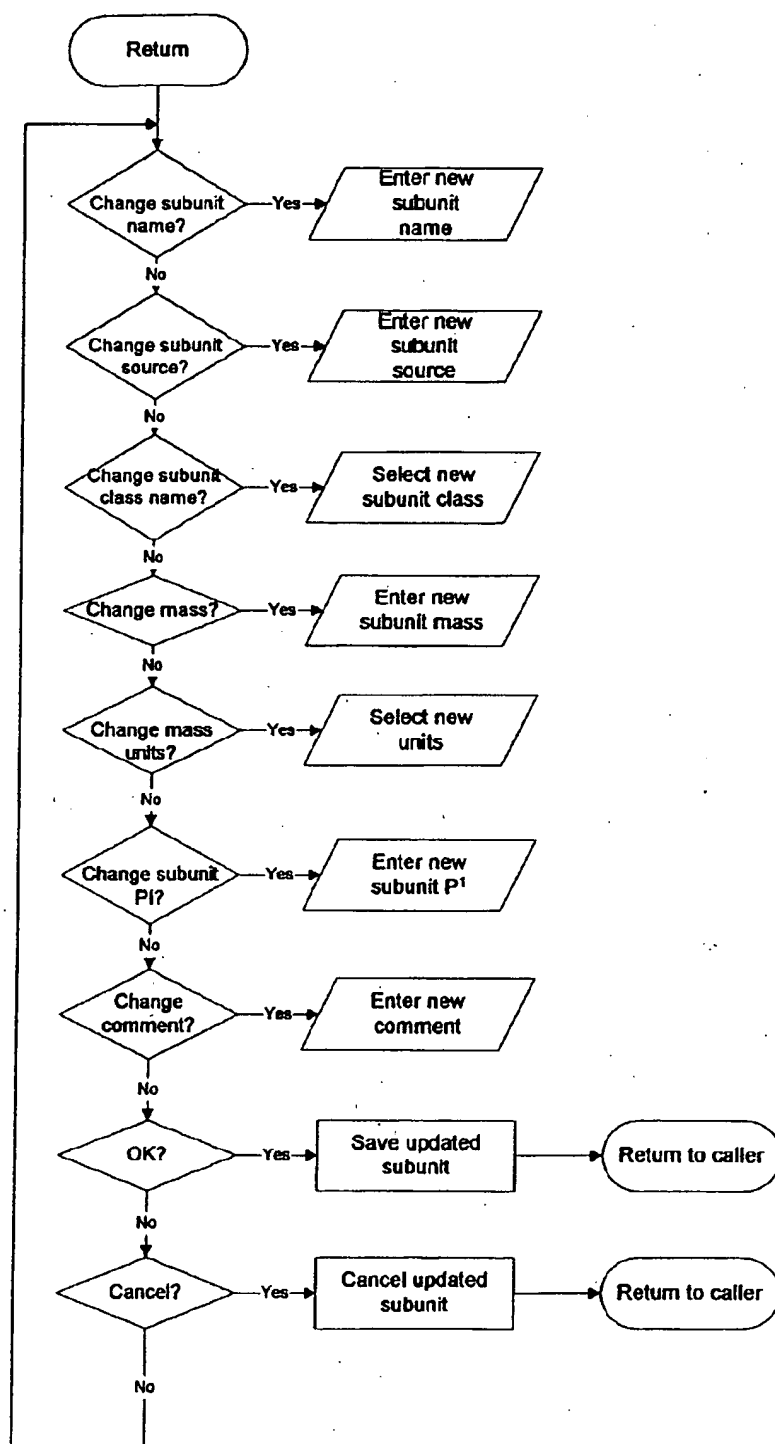 Return
Change subunit
name?
Yes
Enter new
subunit
name
No
Change subunit
source?
Yes
Enter new
subunit
source
No
Change subunit
class name?
Yes
Select new
subunit class
No
Change mass?
Yes
Enter new
subunit mass
No
Change mass
units?
Yes
Select new
units
No
Change subunit
PI?
Yes
Enter new
subunit P¹
No
Change
comment?
Yes
Enter new
comment
No
OK?
Yes
Save updated
subunit
Return to caller
No
Cancel?
Yes
Cancel updated
subunit
Return to caller
No